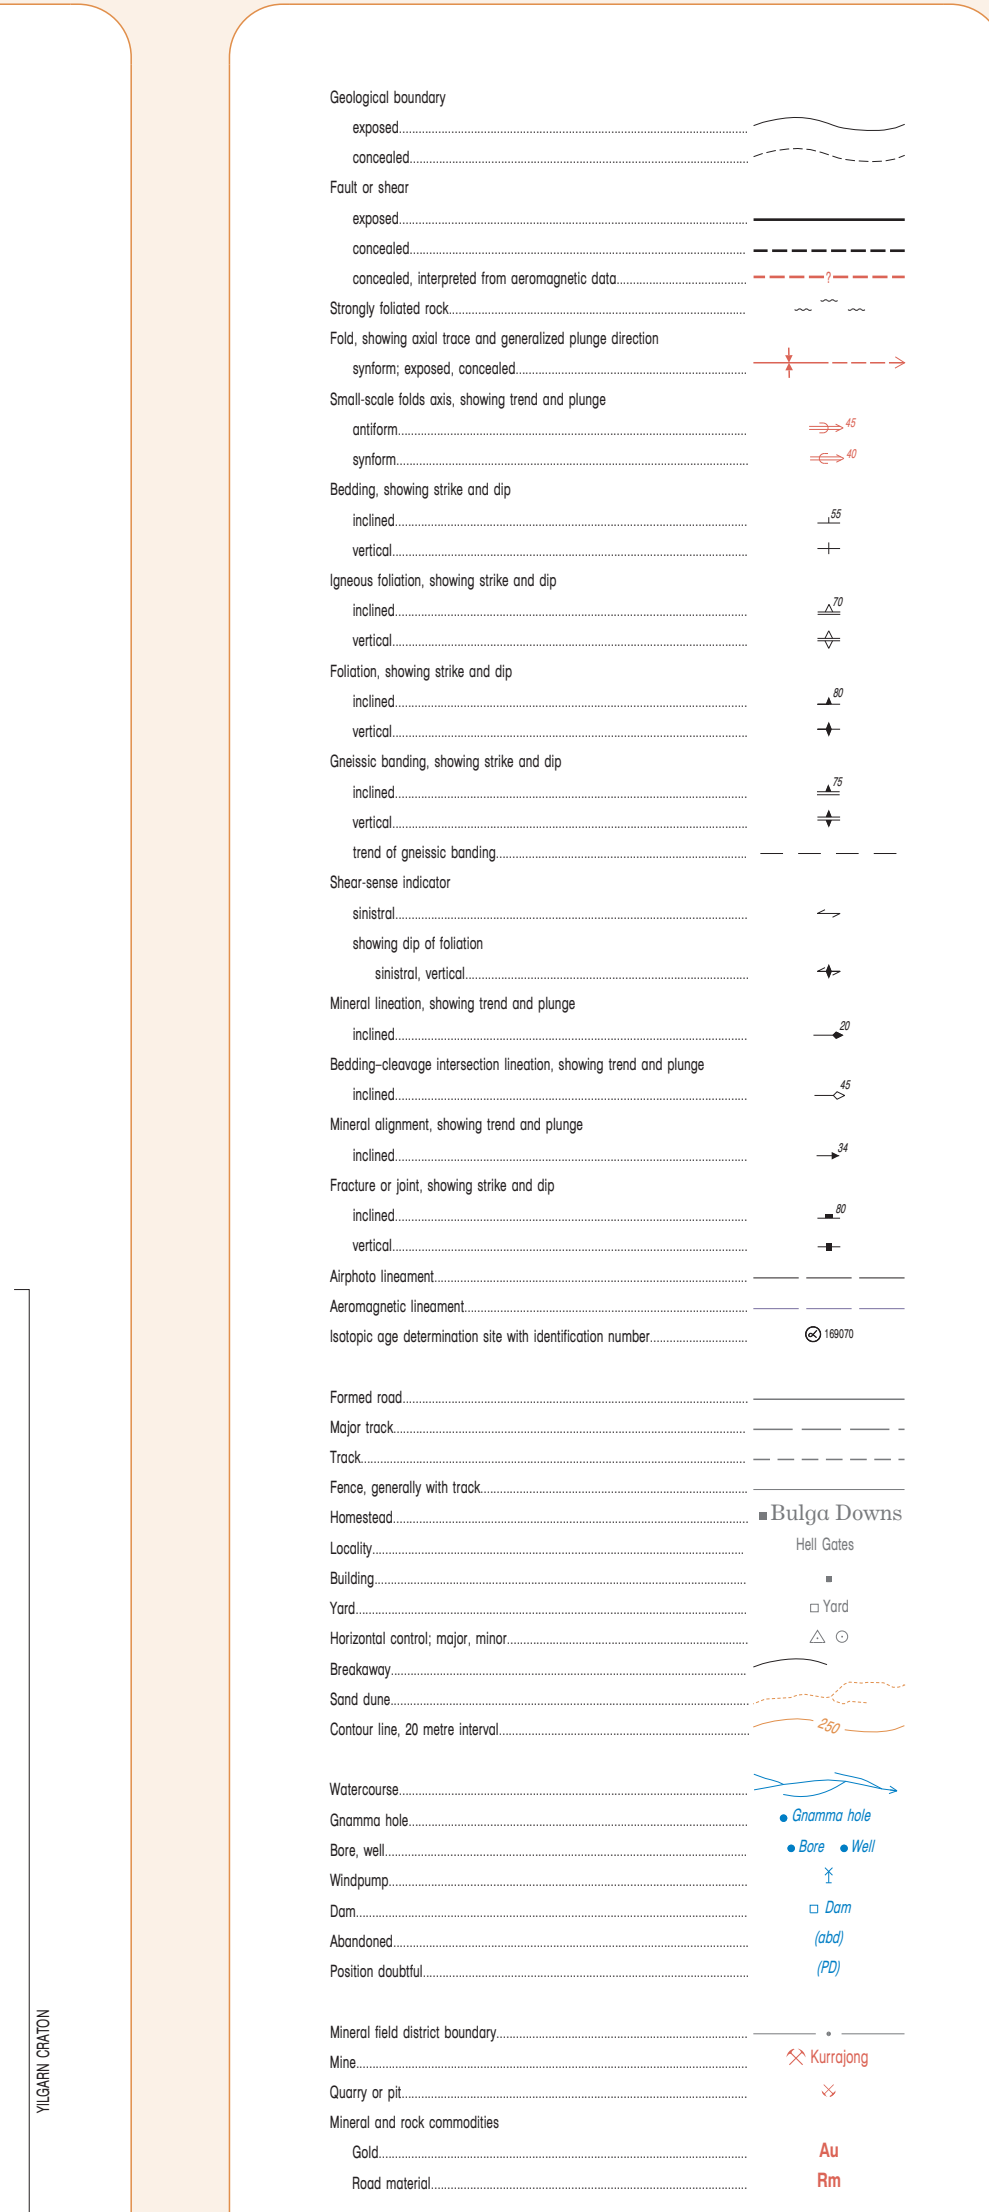 Geological boundary
exposed
concealed
Fault or shear
exposed
concealed
concealed, interpreted from aeromagnetic data ?
Strongly foliated rock
Fold, showing axial trace and generalized plunge direction
synform; exposed, concealed
Small-scale folds axis, showing trend and plunge
antiform 45
synform 40
Bedding, showing strike and dip
inclined 55
vertical
Igneous foliation, showing strike and dip
inclined 70
vertical
Foliation, showing strike and dip
inclined 80
vertical
Gneissic banding, showing strike and dip
inclined 75
vertical
trend of gneissic banding
Shear-sense indicator
sinistral
showing dip of foliation
sinistral, vertical
Mineral lineation, showing trend and plunge
inclined 20
Bedding–cleavage intersection lineation, showing trend and plunge
inclined 45
Mineral alignment, showing trend and plunge
inclined 34
Fracture or joint, showing strike and dip
inclined 80
vertical
Airphoto lineament
Aeromagnetic lineament
Isotopic age determination site with identification number 169070
Formed road
Major track
Track
Fence, generally with track
Homestead Bulga Downs
Locality Hell Gates
Building
Yard Yard
Horizontal control; major, minor
Breakaway
Sand dune
Contour line, 20 metre interval 250
Watercourse
Gnamma hole Gnamma hole
Bore, well Bore Well
Windpump
Dam Dam
Abandoned (abd)
Position doubtful (PD)
Mineral field district boundary
Mine Kurrajong
Quarry or pit
Mineral and rock commodities
Gold Au
Road material Rm
YILGARN CRATON